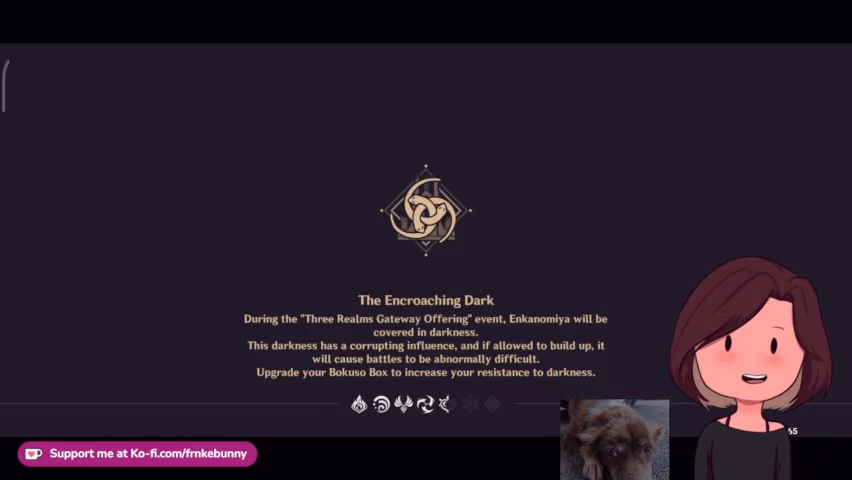 The Encroaching Dark
During the "Three Realms Gateway Offering" event, Enkanomiya will be
covered in darkness.
This darkness has a corrupting influence, and if allowed to build up, it
will cause battles to be abnormally difficult.
Upgrade your Bokuso Box to increase your resistance to darkness.
65
Support me at Ko-fi.com/frnkebunny